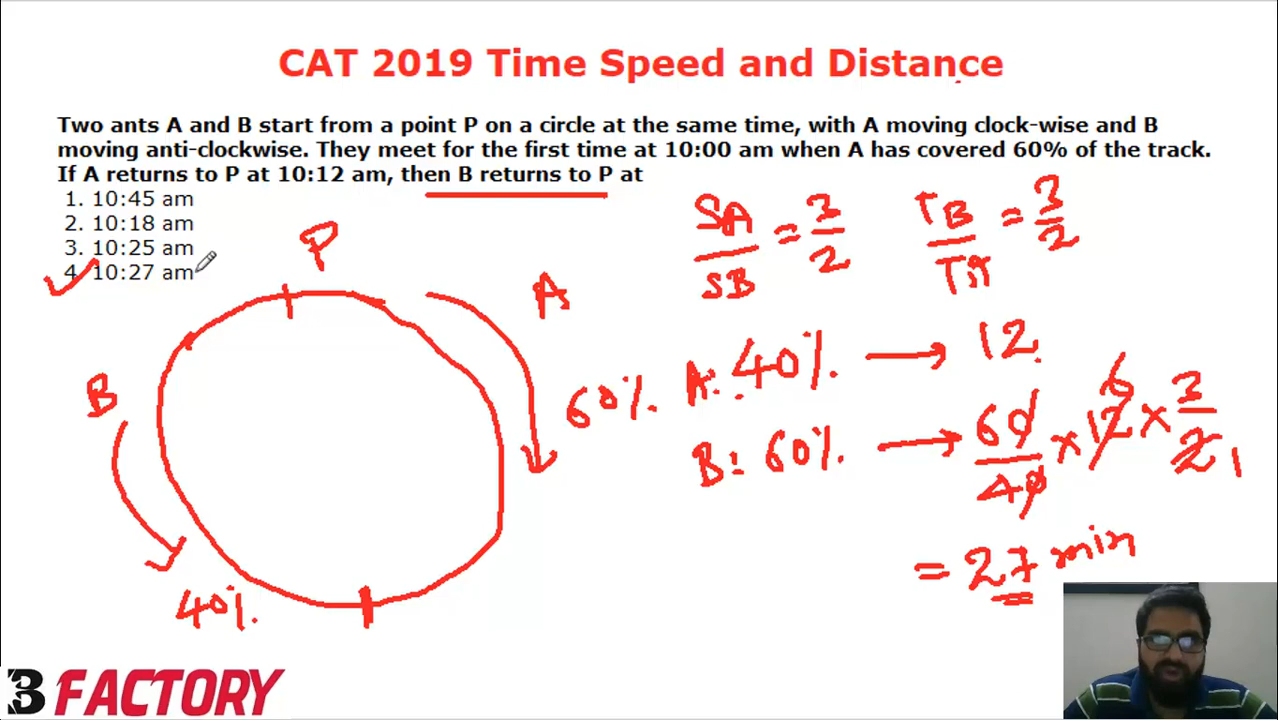 CAT 2019 Time Speed and Distance
Two ants A and B start from a point P on a circle at the same time, with A moving clock-wise and B
moving anti-clockwise. They meet for the first time at 10:00 am when A has covered 60% of the track.
If A returns to P at 10:12 am, then B returns to P at
1. 10:45 am
2. 10:18 am
3. 10:25 am
4. 10:27 am
P
A
B
60%.
40%.
SA/SB = 3/2
TB/TA = 3/2
A: 40%. → 12
B: 60%. → 60/40 × 12 × 3/2
6
1
= 27 min
B FACTORY